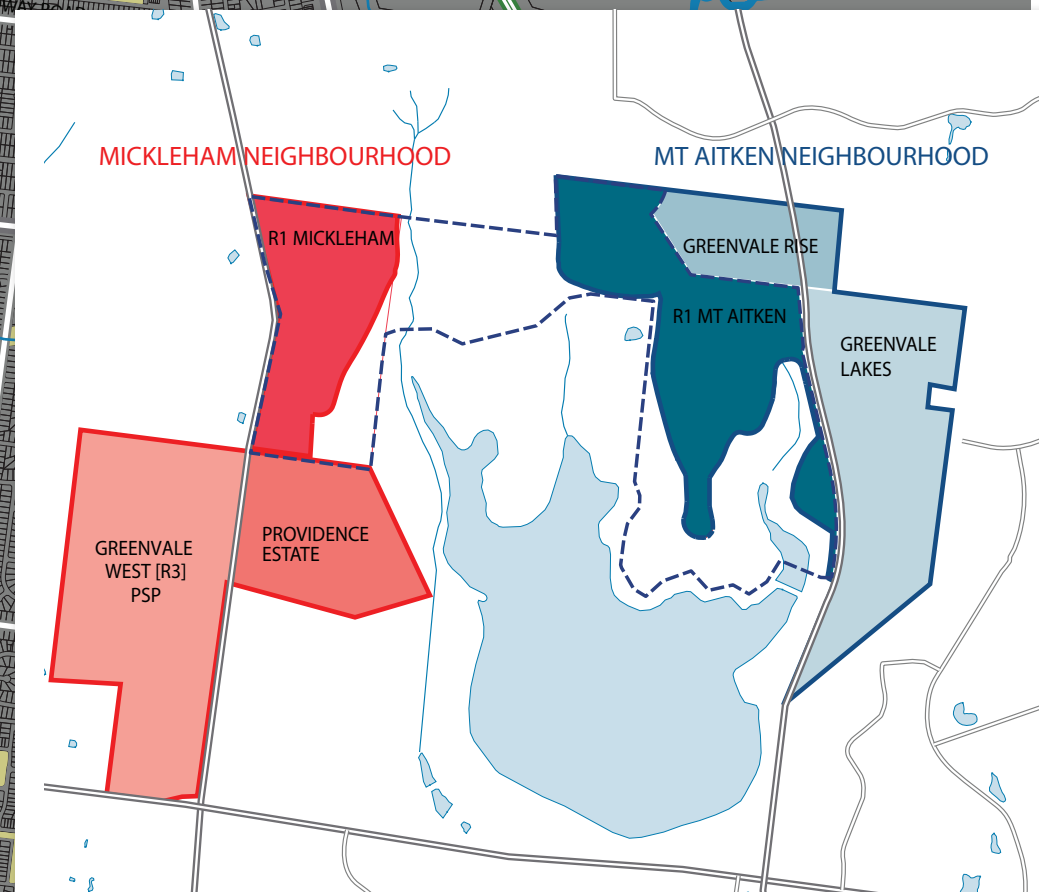 MICKLEHAM NEIGHBOURHOOD
MT AITKEN NEIGHBOURHOOD
R1 MICKLEHAM
GREENVALE RISE
R1 MT AITKEN
GREENVALE
LAKES
PROVIDENCE
ESTATE
GREENVALE
WEST [R3]
PSP